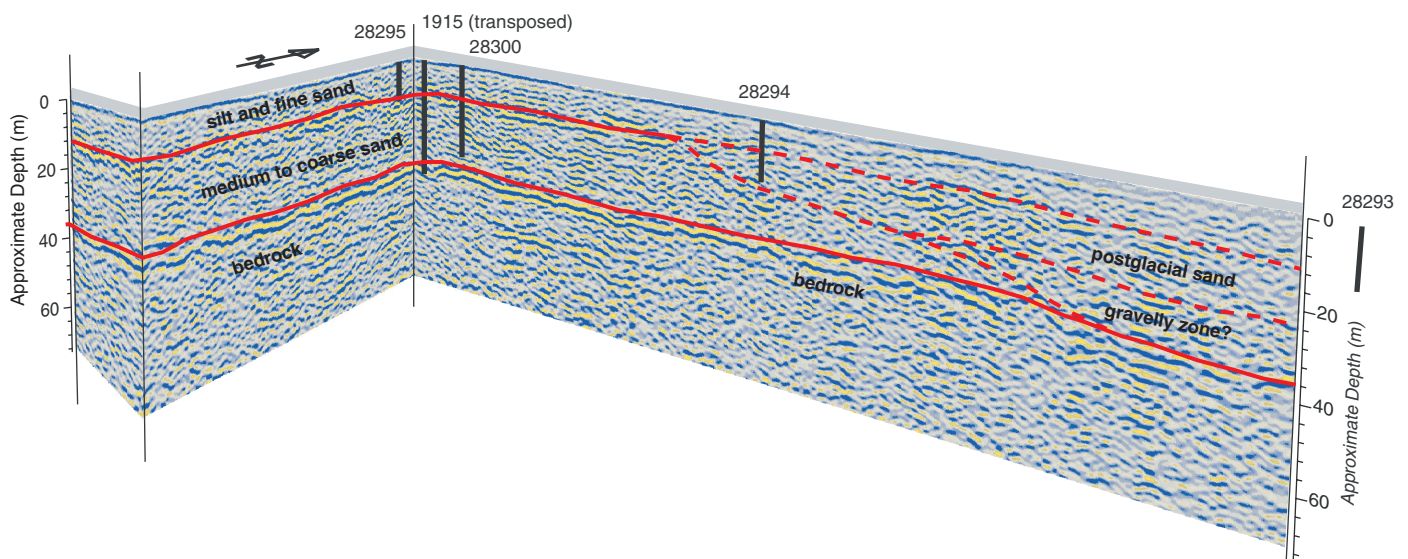 1915 (transposed)
28295
28300
28294
28293
0
20
40
60
Approximate Depth (m)
silt and fine sand
medium to coarse sand
bedrock
bedrock
postglacial sand
gravelly zone?
0
20
40
60
Approximate Depth (m)